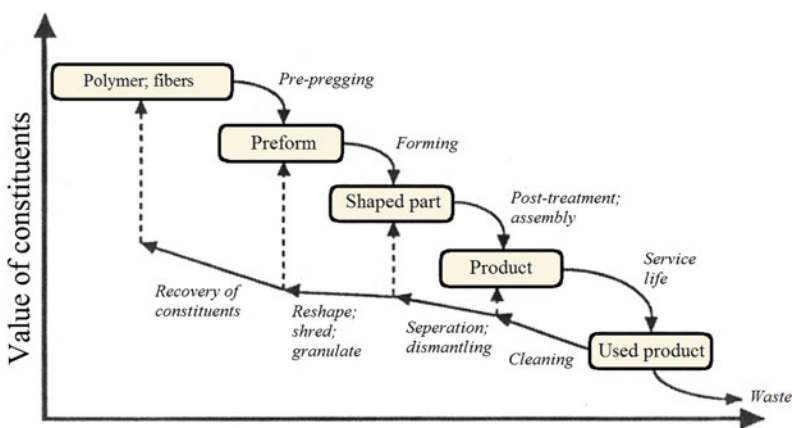 Value of constituents
Polymer; fibers
Pre-pregging
Preform
Forming
Shaped part
Post-treatment;
assembly
Product
Service
life
Used product
Waste
Cleaning
Seperation;
dismantling
Reshape;
shred;
granulate
Recovery of
constituents